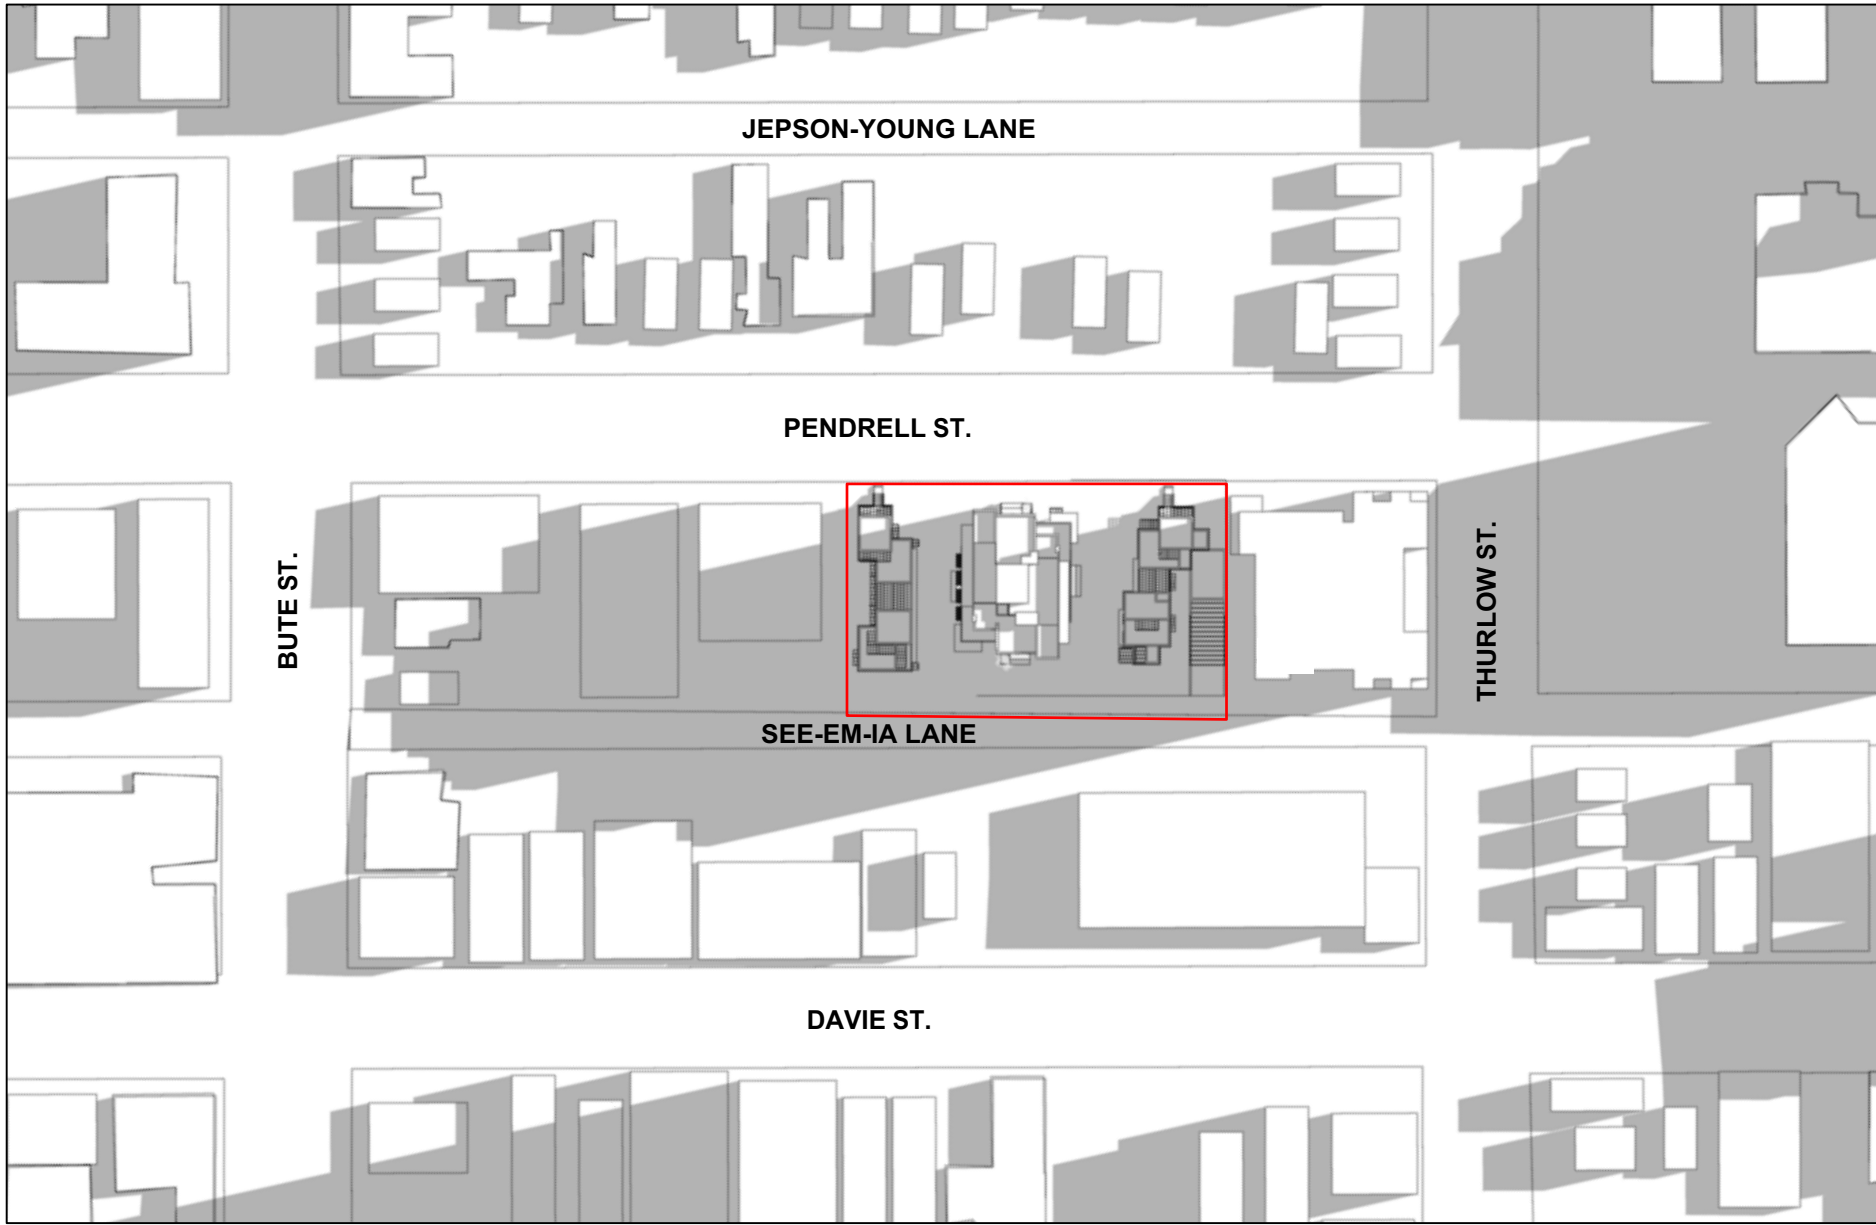 JEPSON-YOUNG LANE
PENDRELL ST.
BUTE ST.
THURLOW ST.
SEE-EM-IA LANE
DAVIE ST.